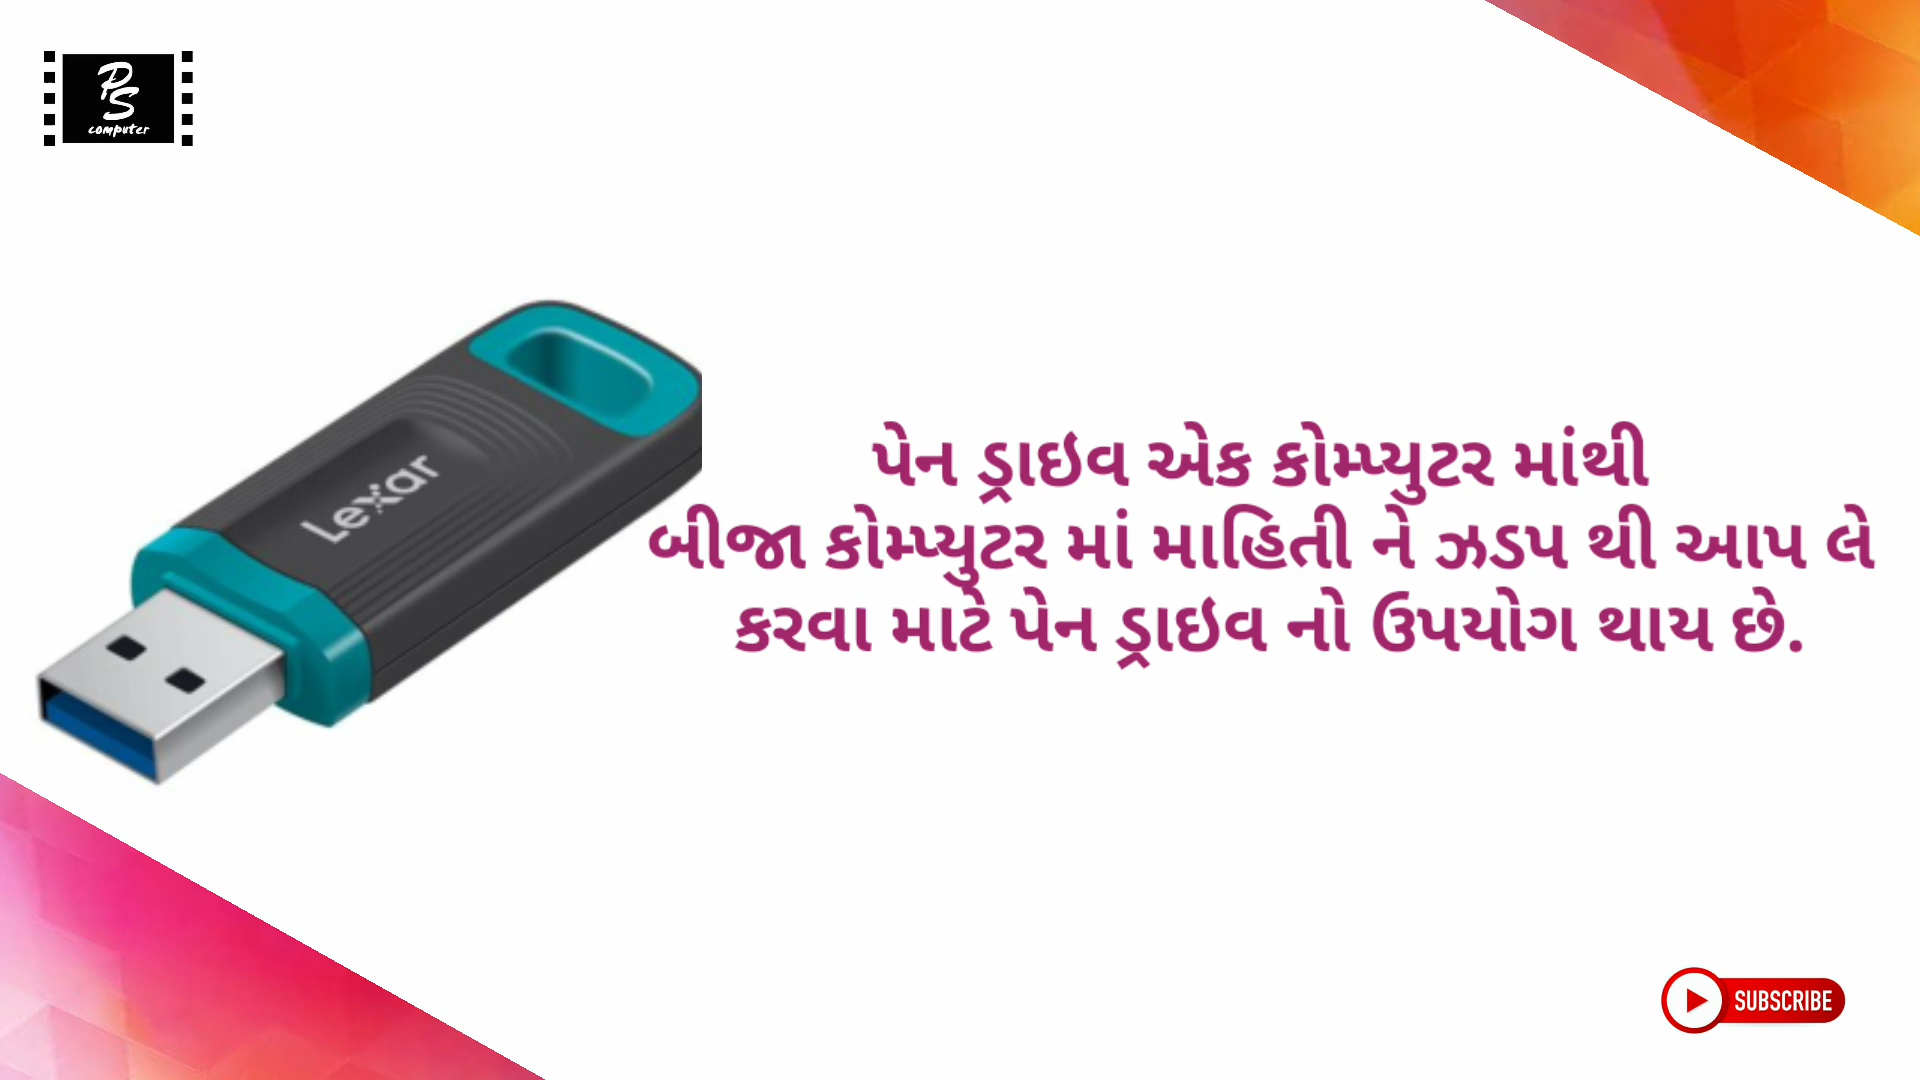 PS
computer
Lexar
પેન ડ્રાઇવ એક કોમ્પ્યુટર માંથી
બીજા કોમ્પ્યુટર માં માહિતી ને ઝડપ થી આપ લે
કરવા માટે પેન ડ્રાઇવ નો ઉપયોગ થાય છે.
SUBSCRIBE